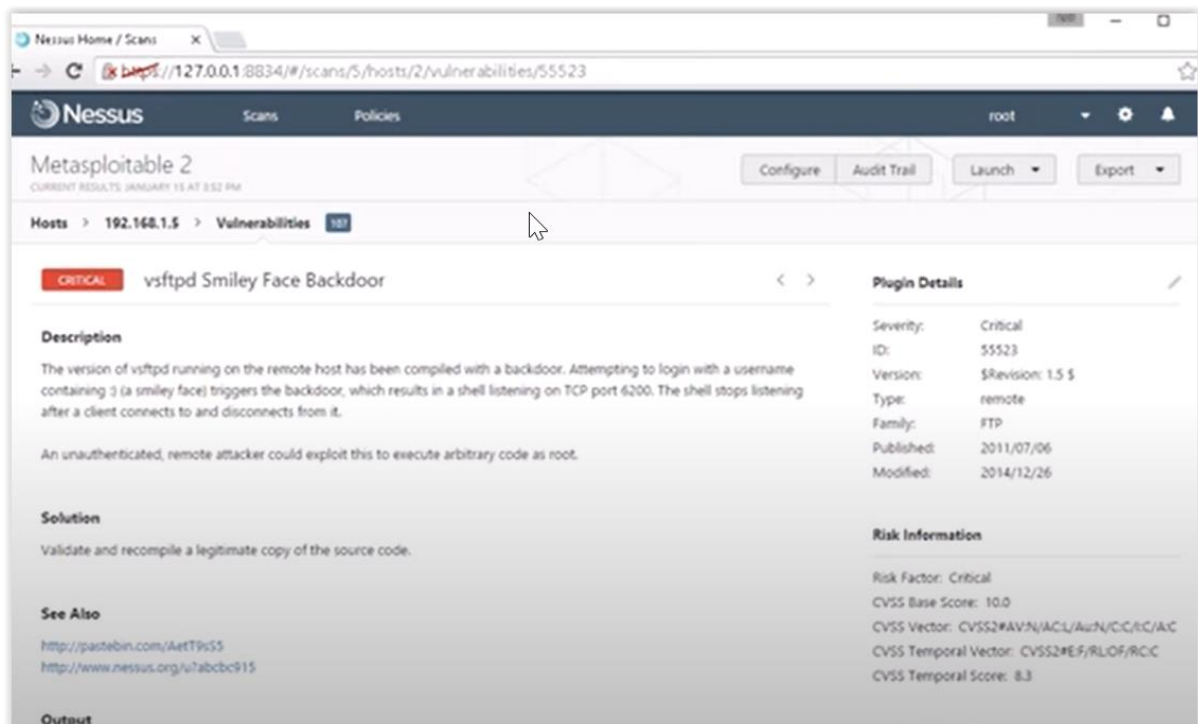 Nessus Home / Scans
https://127.0.0.1:8834/#/scans/5/hosts/2/vulnerabilities/55523
Nessus
Scans
Policies
root
Metasploitable 2
CURRENT RESULTS: JANUARY 15 AT 3:52 PM
Configure
Audit Trail
Launch
Export
Hosts > 192.168.1.5 > Vulnerabilities 107
CRITICAL
vsftpd Smiley Face Backdoor
Description
The version of vsftpd running on the remote host has been compiled with a backdoor. Attempting to login with a username
containing :) (a smiley face) triggers the backdoor, which results in a shell listening on TCP port 6200. The shell stops listening
after a client connects to and disconnects from it.
An unauthenticated, remote attacker could exploit this to execute arbitrary code as root.
Solution
Validate and recompile a legitimate copy of the source code.
See Also
http://pastebin.com/AetT9sS5
http://www.nessus.org/u?abcbc915
Output
Plugin Details
Severity: Critical
ID: 55523
Version: $Revision: 1.5 $
Type: remote
Family: FTP
Published: 2011/07/06
Modified: 2014/12/26
Risk Information
Risk Factor: Critical
CVSS Base Score: 10.0
CVSS Vector: CVSS2#AV:N/AC:L/Au:N/C:C/I:C/A:C
CVSS Temporal Vector: CVSS2#E:F/RL:OF/RC:C
CVSS Temporal Score: 8.3